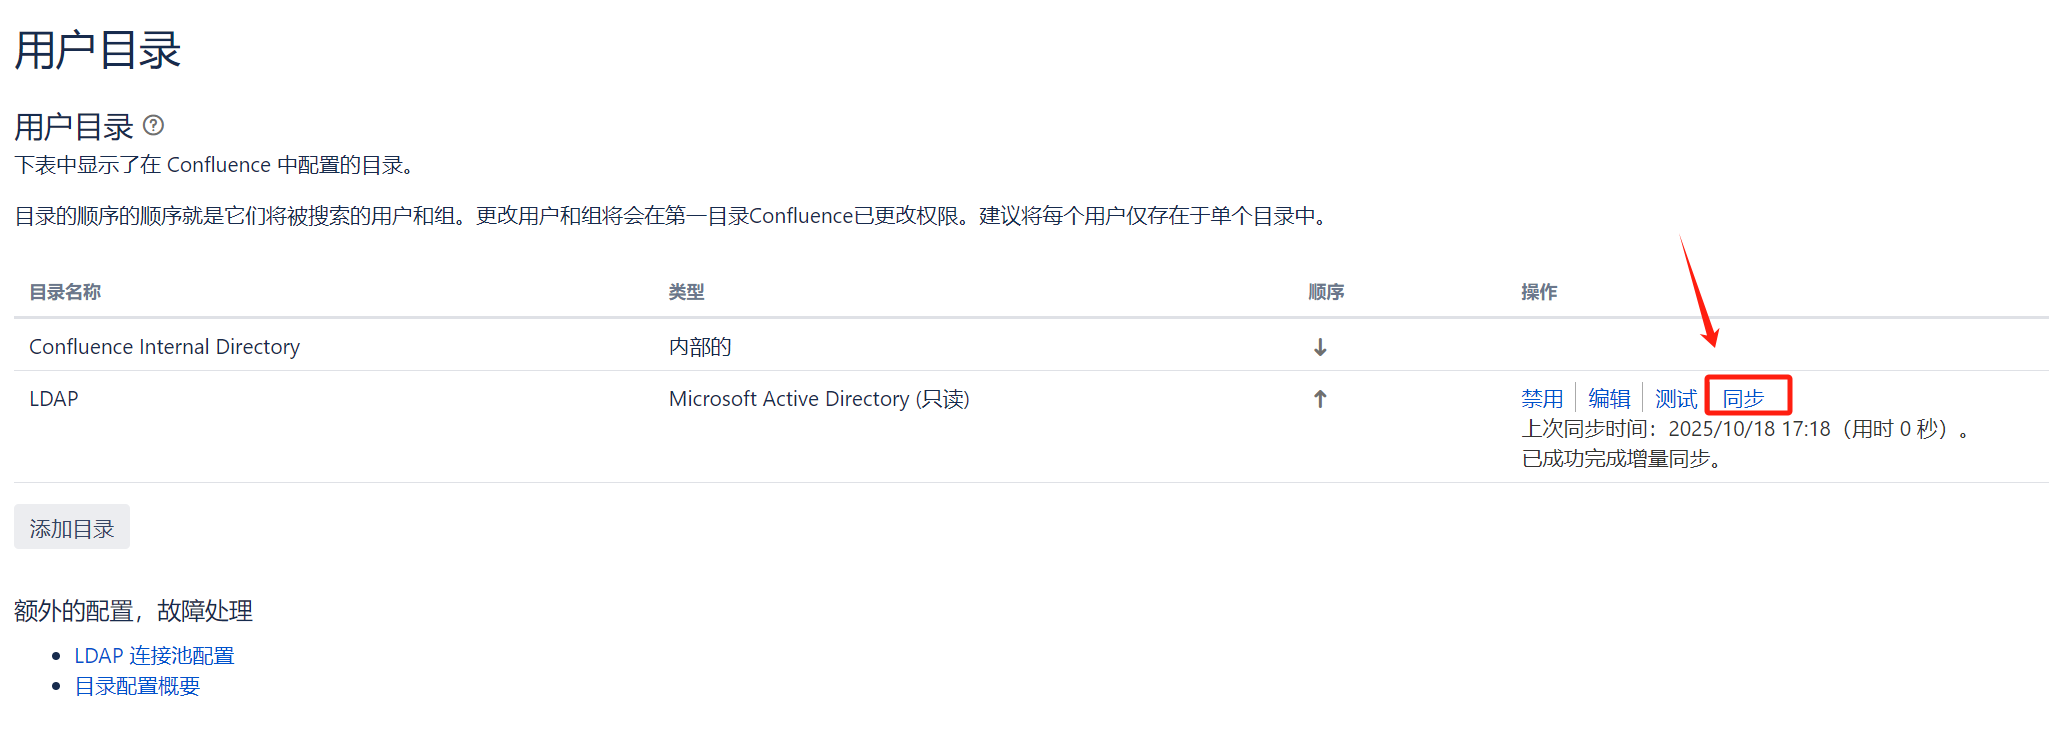 用户目录
用户目录
下表中显示了在 Confluence 中配置的目录。
目录的顺序的顺序就是它们将被搜索的用户和组。更改用户和组将会在第一目录Confluence已更改权限。建议将每个用户仅存在于单个目录中。
目录名称 类型 顺序 操作
Confluence Internal Directory 内部的 ↓
LDAP Microsoft Active Directory (只读) ↑ 禁用 编辑 测试 同步
上次同步时间：2025/10/18 17:18（用时 0 秒）。
已成功完成增量同步。
添加目录
额外的配置，故障处理
LDAP 连接池配置
目录配置概要